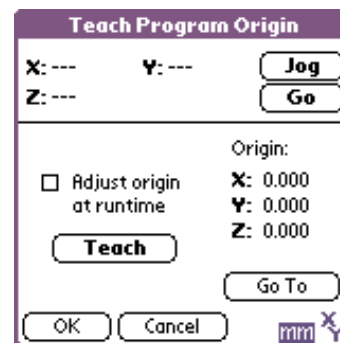 Teach Program Origin
X: --- Y: --- Jog
Z: --- Go
Origin:
Adjust origin X: 0.000
at runtime Y: 0.000
Z: 0.000
Teach
Go To
OK Cancel mm X
Y